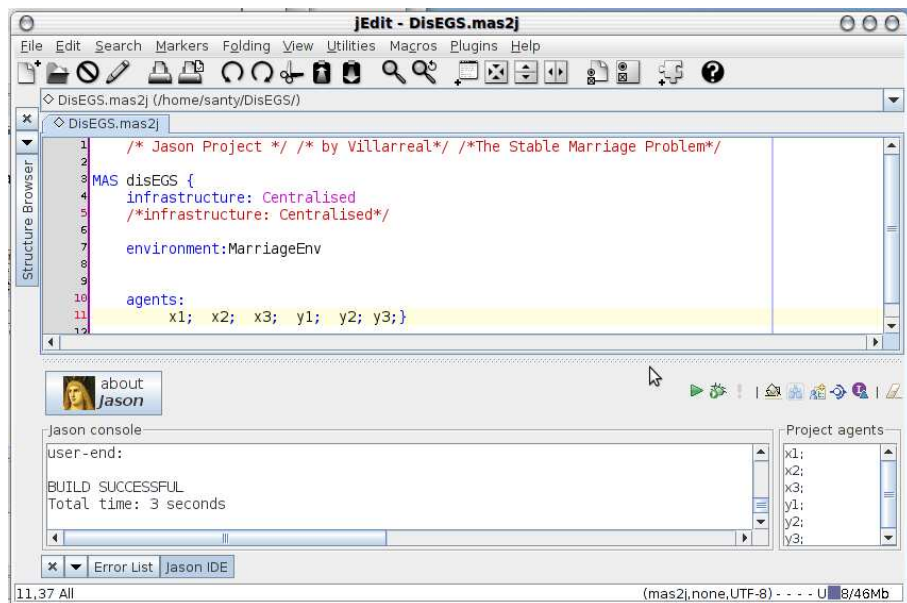 jEdit - DisEGS.mas2j
File Edit Search Markers Folding View Utilities Macros Plugins Help
DisEGS.mas2j (/home/santy/DisEGS/)
DisEGS.mas2j
Structure Browser
1 /* Jason Project */ /* by Villarreal*/ /*The Stable Marriage Problem*/
2
3 MAS disEGS {
4 infrastructure: Centralised
5 /*infrastructure: Centralised*/
6
7 environment:MarriageEnv
8
9
10 agents:
11 x1; x2; x3; y1; y2; y3;}
12
about
Jason
Jason console
user-end:
BUILD SUCCESSFUL
Total time: 3 seconds
Project agents
x1;
x2;
x3;
y1;
y2;
y3;
Error List Jason IDE
11,37 All (mas2j,none,UTF-8) - - - - U 8/46Mb